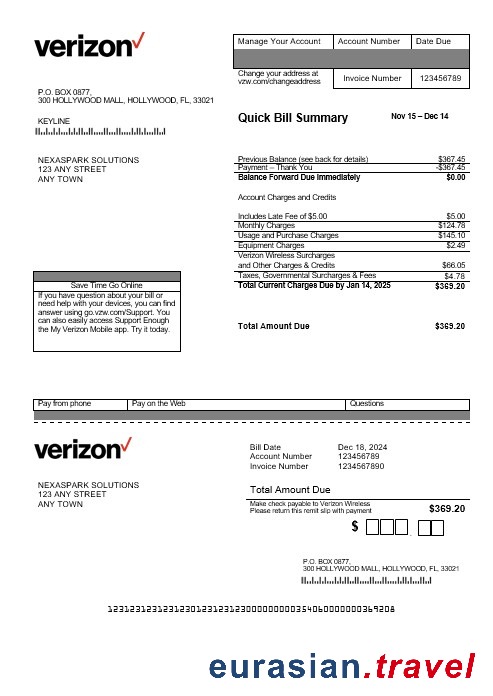 verizon
Manage Your Account Account Number Date Due
Change your address at
vzw.com/changeaddress
Invoice Number 123456789
P.O. BOX 0877,
300 HOLLYWOOD MALL, HOLLYWOOD, FL, 33021
KEYLINE
Quick Bill Summary Nov 15 – Dec 14
NEXASPARK SOLUTIONS
123 ANY STREET
ANY TOWN
Previous Balance (see back for details) $367.45
Payment – Thank You -$367.45
Balance Forward Due Immediately $0.00
Account Charges and Credits
Includes Late Fee of $5.00 $5.00
Monthly Charges $124.78
Usage and Purchase Charges $145.10
Equipment Charges $2.49
Verizon Wireless Surcharges
and Other Charges & Credits $66.05
Taxes, Governmental Surcharges & Fees $4.78
Total Current Charges Due by Jan 14, 2025 $369.20
Total Amount Due $369.20
Save Time Go Online
If you have question about your bill or
need help with your devices, you can find
answer using go.vzw.com/Support. You
can also easily access Support Enough
the My Verizon Mobile app. Try it today.
Pay from phone Pay on the Web Questions
verizon
Bill Date Dec 18, 2024
Account Number 123456789
Invoice Number 1234567890
NEXASPARK SOLUTIONS
123 ANY STREET
ANY TOWN
Total Amount Due
Make check payable to Verizon Wireless
Please return this remit slip with payment
$369.20
$
P.O. BOX 0877,
300 HOLLYWOOD MALL, HOLLYWOOD, FL, 33021
eurasian.travel